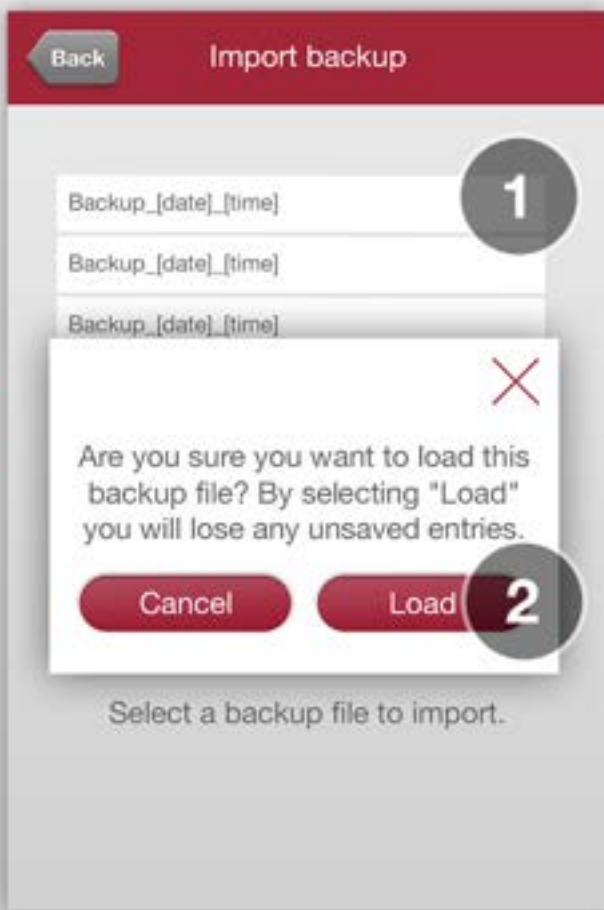 Back
Import backup
1
Backup_[date]_[time]
Backup_[date]_[time]
Backup_[date]_[time]
Are you sure you want to load this
backup file? By selecting "Load"
you will lose any unsaved entries.
Cancel
Load
2
Select a backup file to import.